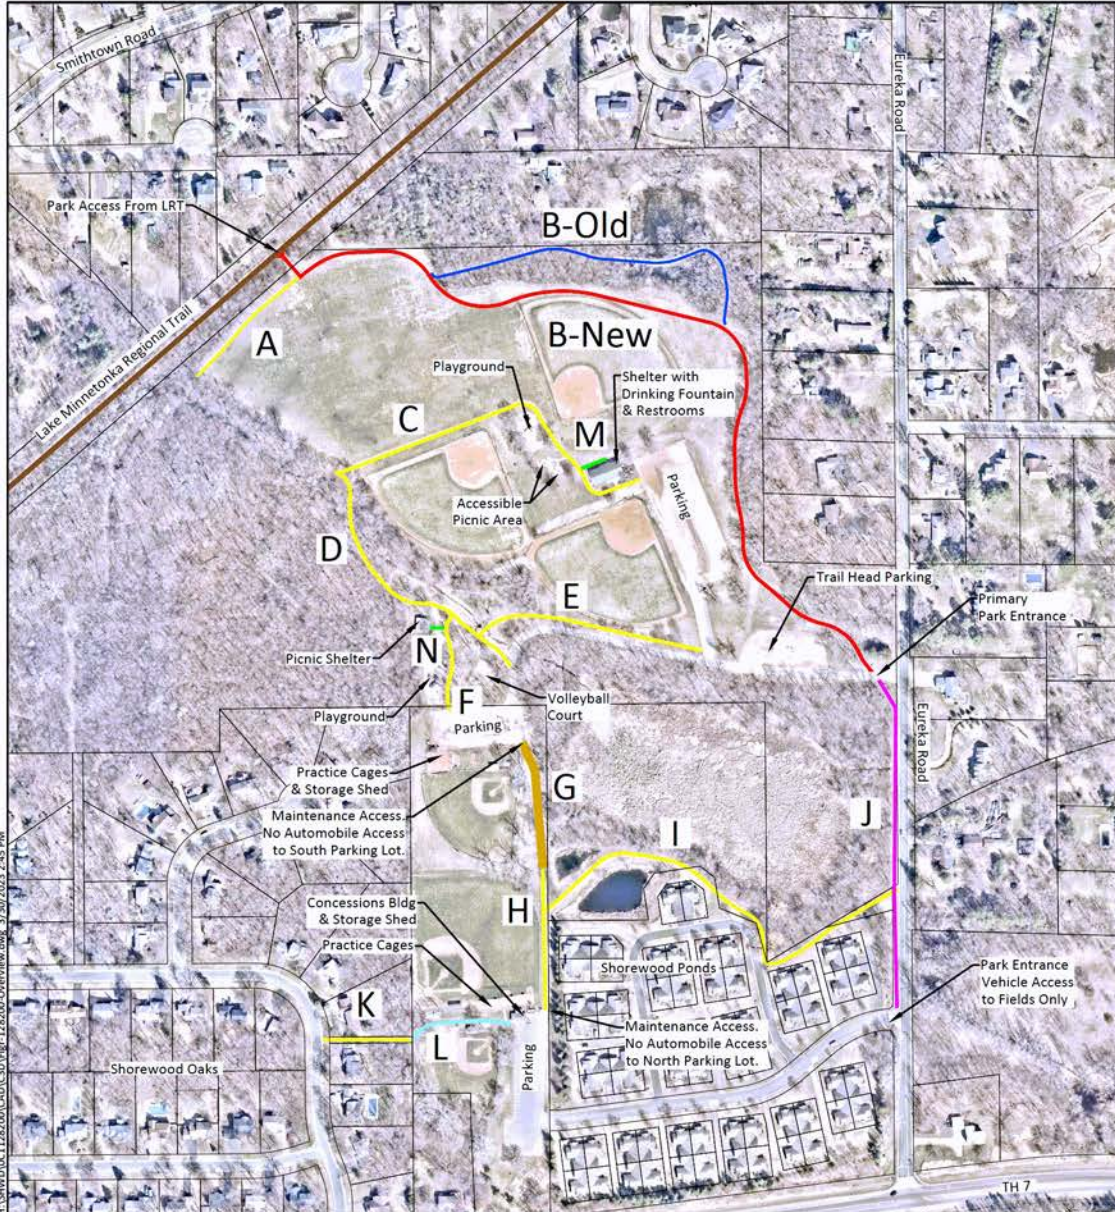 Smithtown Road
Eureka Road
Park Access From LRT
B-Old
Lake Minnetonka Regional Trail
A
B-New
Playground
Shelter with
Drinking Fountain
& Restrooms
C
M
Parking
Accessible
Picnic Area
D
E
Trail Head Parking
Primary
Park Entrance
Picnic Shelter
N
Playground
F
Volleyball
Court
Parking
Eureka Road
Practice Cages
& Storage Shed
G
J
Maintenance Access.
No Automobile Access
to South Parking Lot.
I
Concessions Bldg
& Storage Shed
H
Practice Cages
Shorewood Ponds
Park Entrance
Vehicle Access
to Fields Only
K
L
Maintenance Access.
No Automobile Access
to North Parking Lot.
Shorewood Oaks
Parking
TH 7